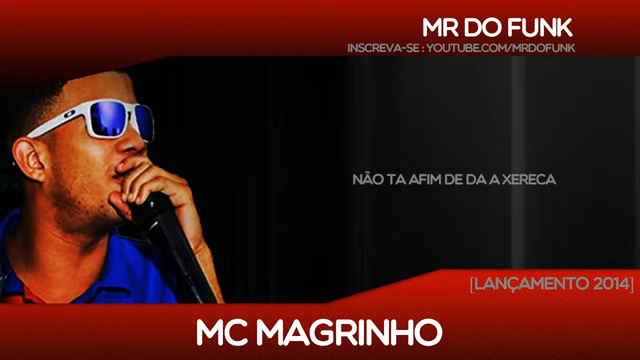 MR DO FUNK
INSCREVA-SE : YOUTUBE.COM/MRDOFUNK
NÃO TA AFIM DE DA A XERECA
[LANÇAMENTO 2014]
MC MAGRINHO